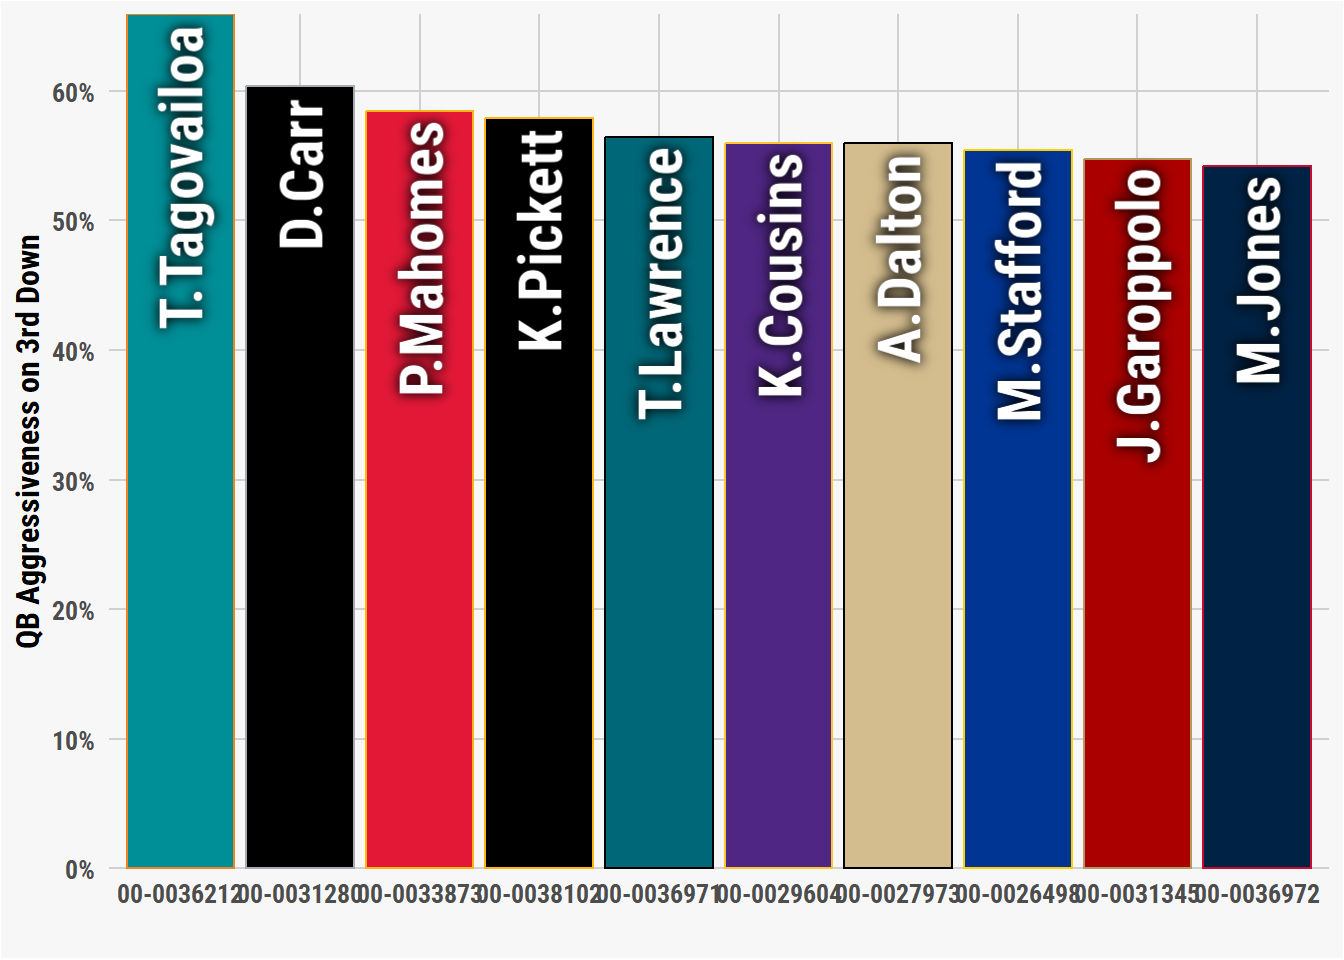 QB Aggressiveness on 3rd Down
60%
50%
40%
30%
20%
10%
0%
T.Tagovailoa
D.Carr
P.Mahomes
K.Pickett
T.Lawrence
K.Cousins
A.Dalton
M.Stafford
J.Garoppolo
M.Jones
00-0036212 00-0031280 00-0033873 00-0038102 00-0036971 00-0029604 00-0027973 00-0026498 00-0031345 00-0036972